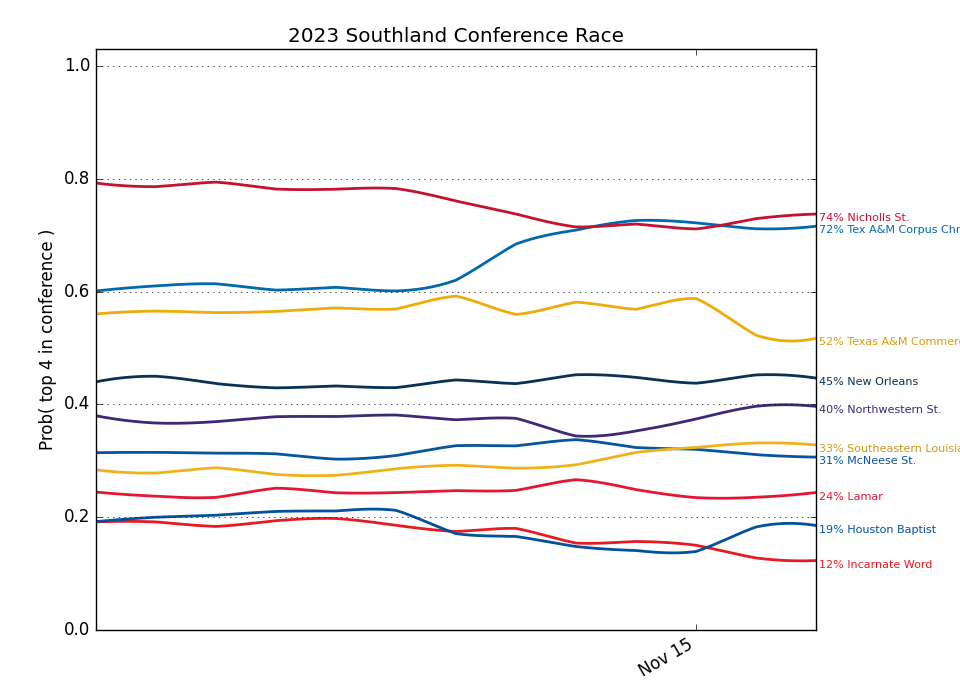 2023 Southland Conference Race
Prob( top 4 in conference )
1.0
0.8
0.6
0.4
0.2
0.0
Nov 15
74% Nicholls St.
72% Tex A&M Corpus Chr
52% Texas A&M Commerc
45% New Orleans
40% Northwestern St.
33% Southeastern Louisia
31% McNeese St.
24% Lamar
19% Houston Baptist
12% Incarnate Word